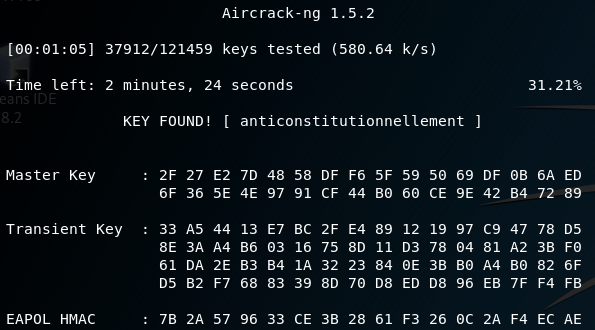 Aircrack-ng 1.5.2
[00:01:05] 37912/121459 keys tested (580.64 k/s)
Time left: 2 minutes, 24 seconds 31.21%
eans IDE
8.2
KEY FOUND! [ anticonstitutionnellement ]
Master Key : 2F 27 E2 7D 48 58 DF F6 5F 59 50 69 DF 0B 6A ED
6F 36 5E 4E 97 91 CF 44 B0 60 CE 9E 42 B4 72 89
Transient Key : 33 A5 44 13 E7 BC 2F E4 89 12 19 97 C9 47 78 D5
8E 3A A4 B6 03 16 75 8D 11 D3 78 04 81 A2 3B F0
61 DA 2E B3 B4 1A 32 23 84 0E 3B B0 A4 B0 82 6F
D5 B2 F7 68 83 39 8D 70 D8 ED D8 96 EB 7F F4 FB
EAPOL HMAC : 7B 2A 57 96 33 CE 3B 28 61 F3 26 0C 2A F4 EC AE